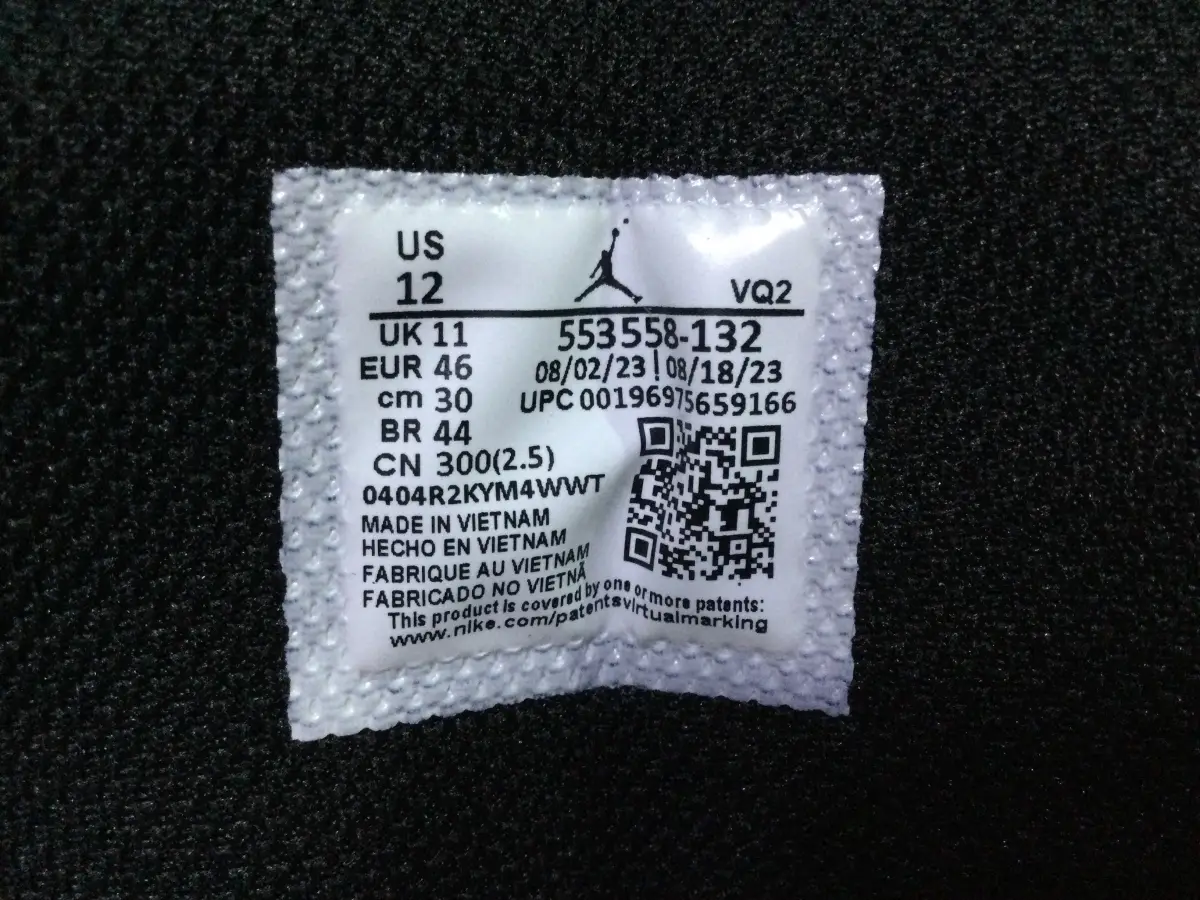 US
12
VQ2
UK 11
EUR 46
cm 30
BR 44
CN 300(2.5)
553558-132
08/02/23 | 08/18/23
UPC 00196975659166
0404R2KYM4WWT
MADE IN VIETNAM
HECHO EN VIETNAM
FABRIQUE AU VIETNAM
FABRICADO NO VIETNÃ
This product is covered by one or more patents:
www.nike.com/patentsvirtualmarking